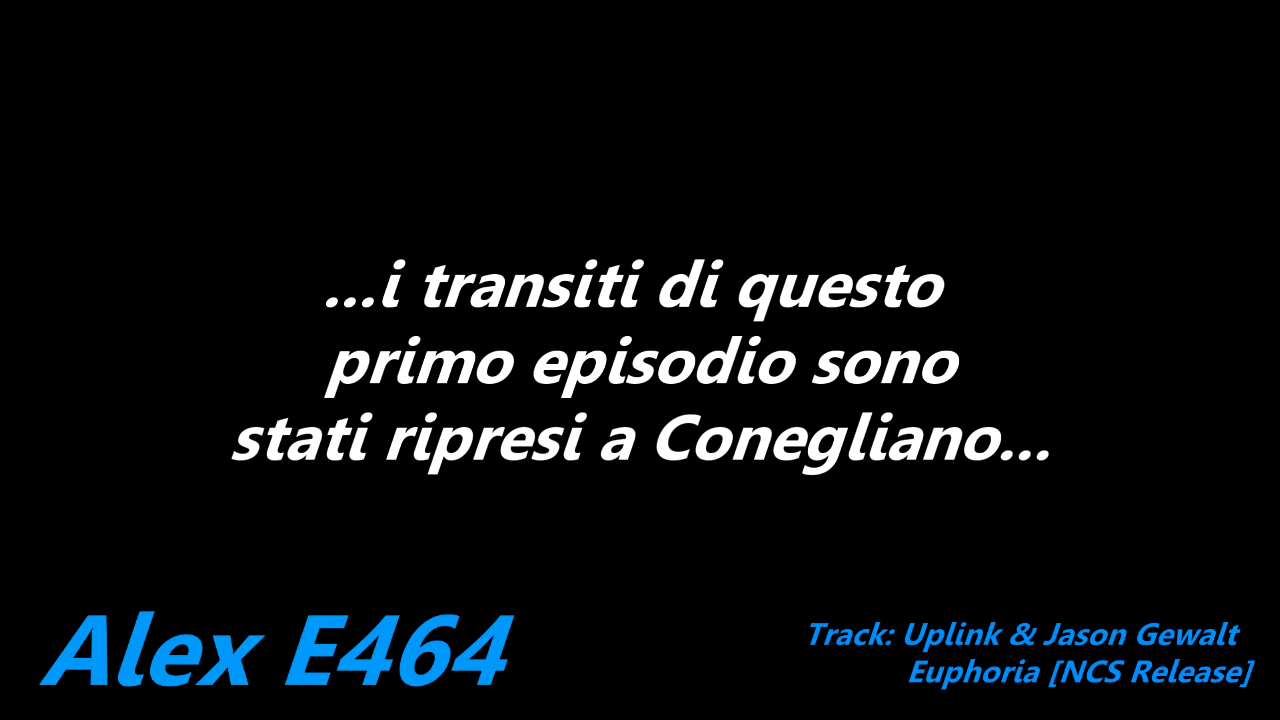 ...i transiti di questo
primo episodio sono
stati ripresi a Conegliano...
Alex E464
Track: Uplink & Jason Gewalt
Euphoria [NCS Release]